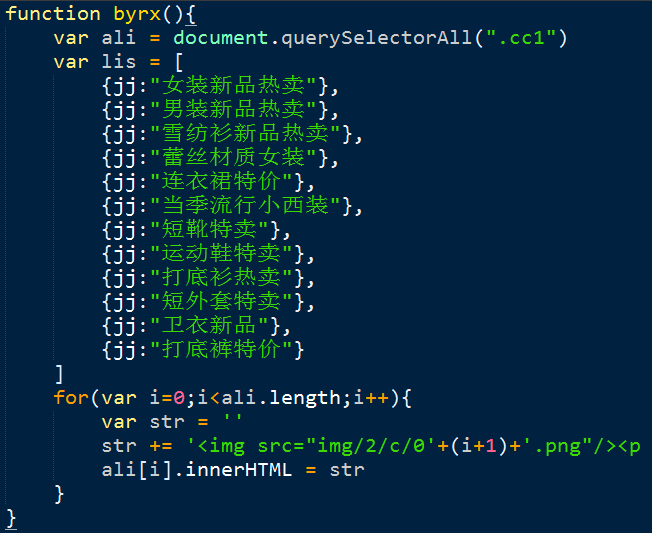 function byrx(){
    var ali = document.querySelectorAll(".cc1")
    var lis = [
        {jj:"女装新品热卖"},
        {jj:"男装新品热卖"},
        {jj:"雪纺衫新品热卖"},
        {jj:"蕾丝材质女装"},
        {jj:"连衣裙特价"},
        {jj:"当季流行小西装"},
        {jj:"短靴特卖"},
        {jj:"运动鞋特卖"},
        {jj:"打底衫热卖"},
        {jj:"短外套特卖"},
        {jj:"卫衣新品"},
        {jj:"打底裤特价"}
    ]
    for(var i=0;i<ali.length;i++){
        var str = ''
        str += '<img src="img/2/c/0'+(i+1)+'.png"/><p
        ali[i].innerHTML = str
    }
}